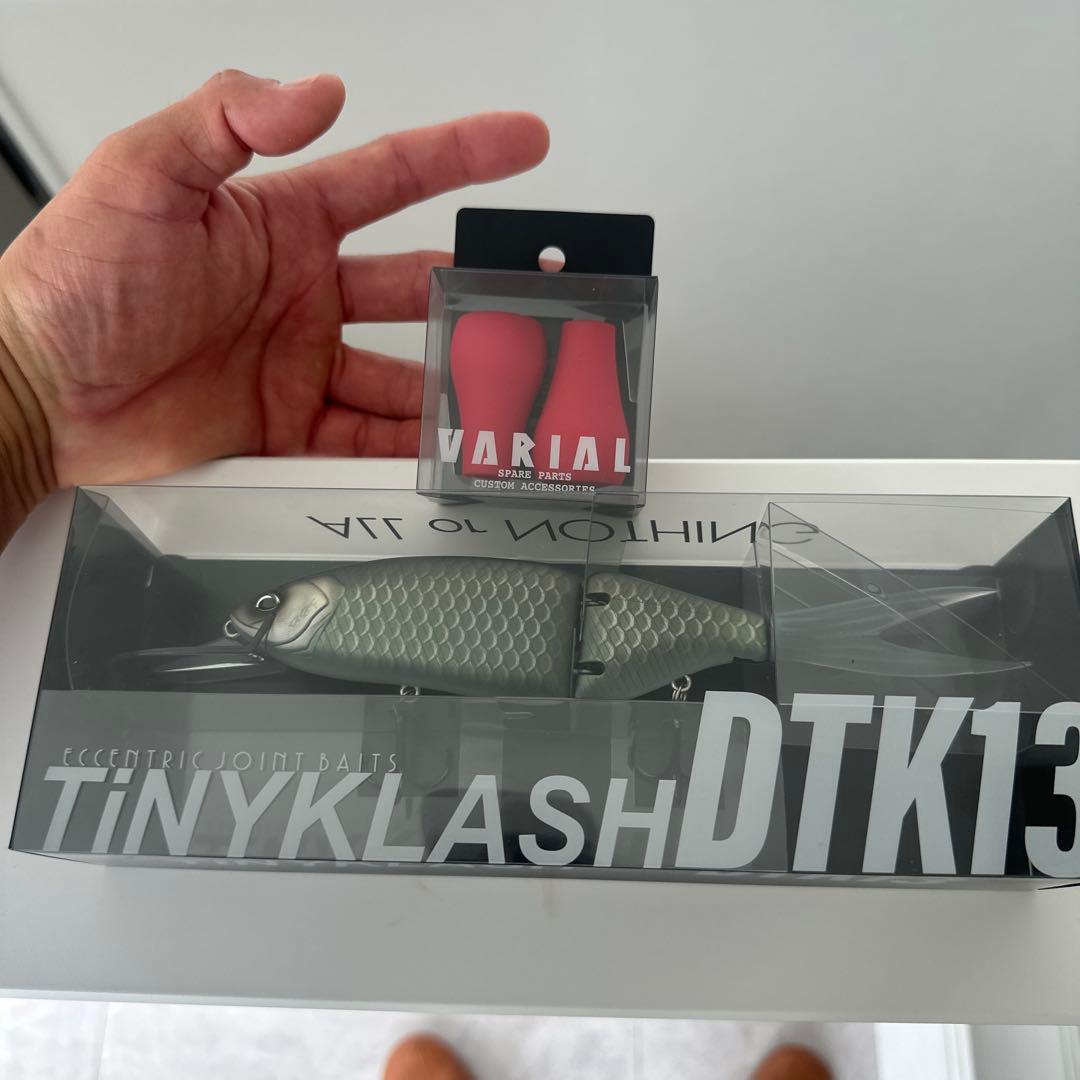 VARIAL
SPARE PARTS
CUSTOM ACCESSORIES
ALL or NOTHING
ECCENTRIC JOINT BAITS
TiNYKLASH DTK13